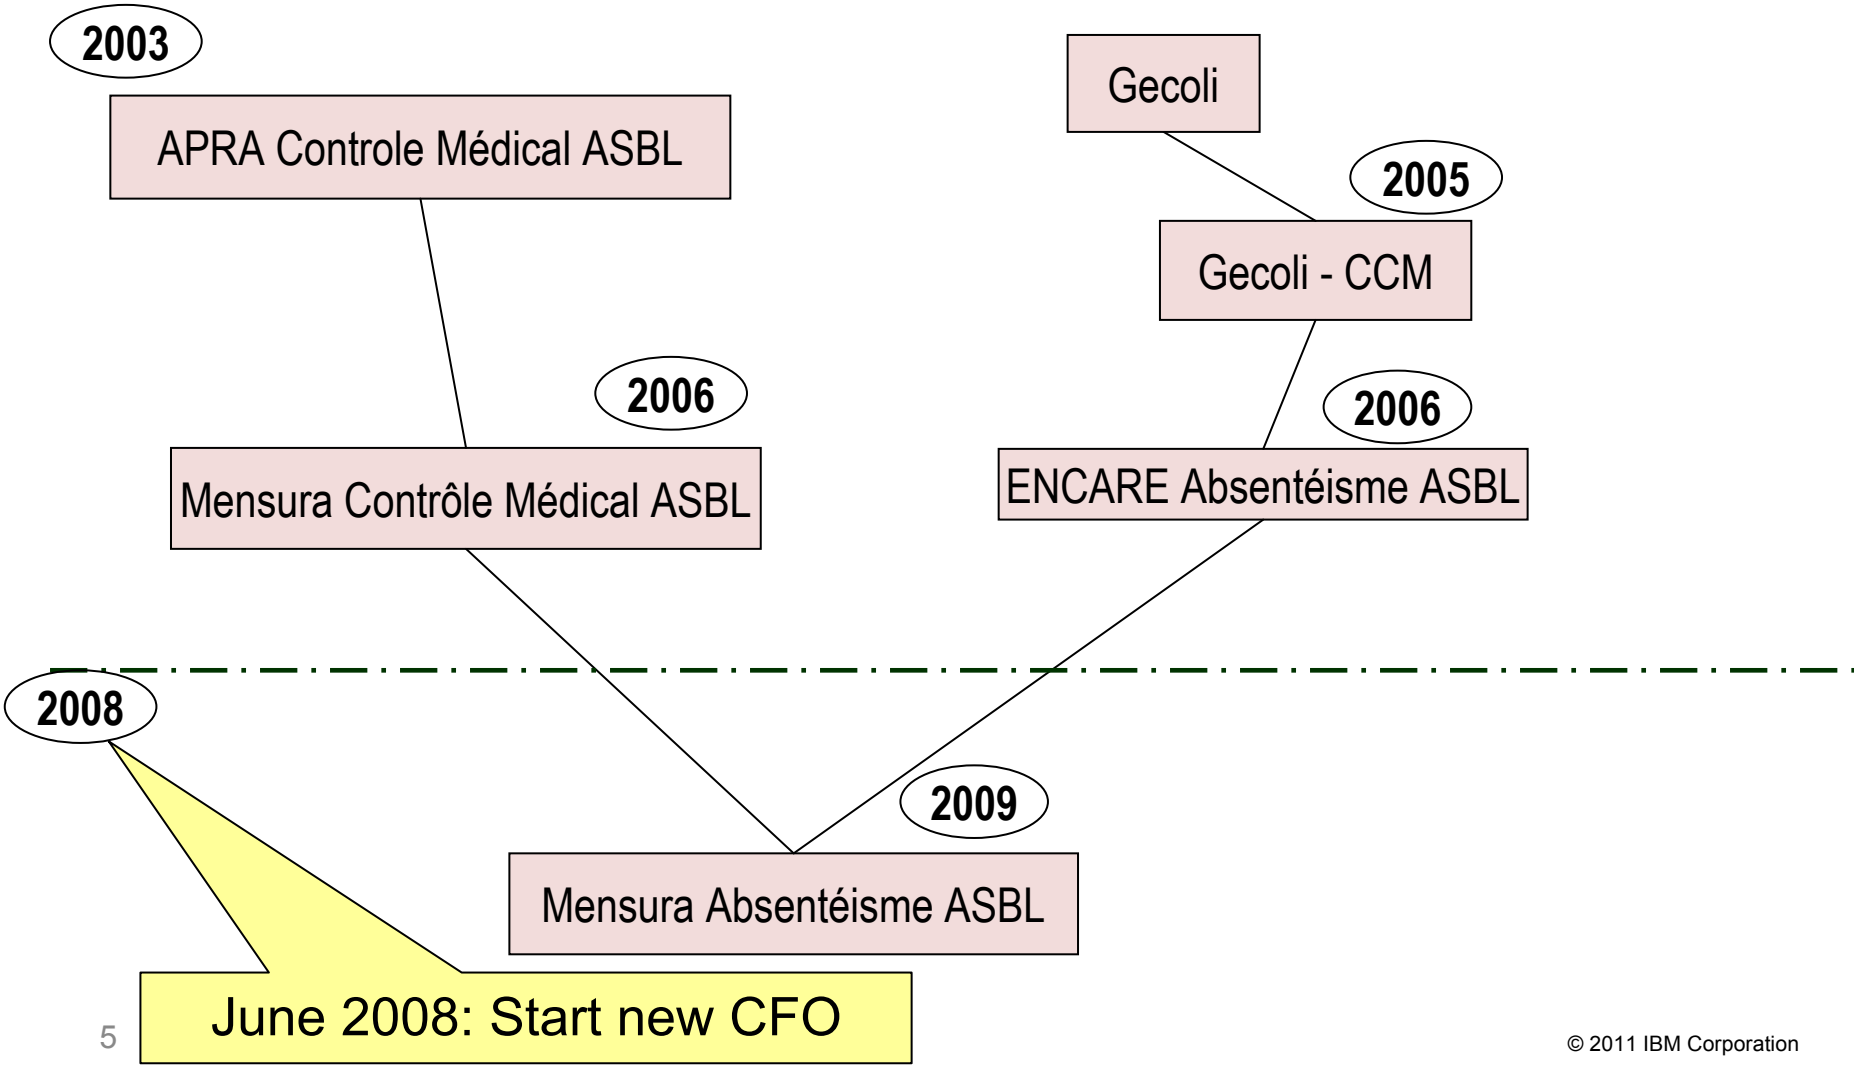 2003
APRA Controle Médical ASBL
Gecoli
2005
Gecoli - CCM
2006
Mensura Contrôle Médical ASBL
2006
ENCARE Absentéisme ASBL
2008
2009
Mensura Absentéisme ASBL
June 2008: Start new CFO
5
© 2011 IBM Corporation